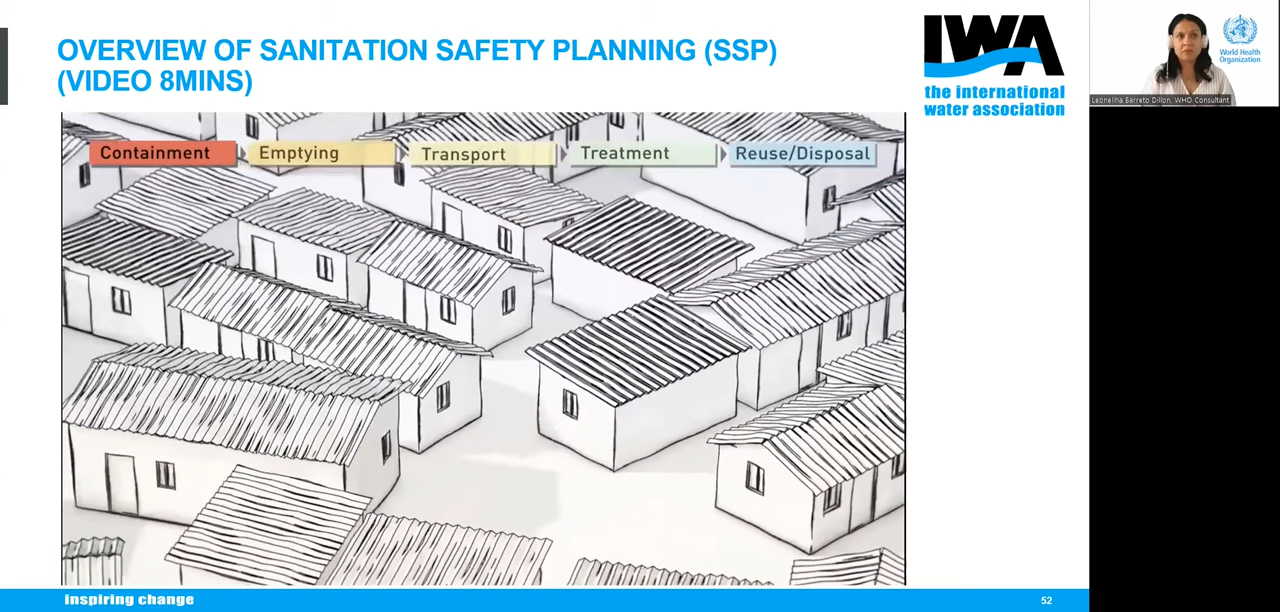 OVERVIEW OF SANITATION SAFETY PLANNING (SSP)
(VIDEO 8MINS)
IWA
the international
water association
World Health
Organization
Leonellha Barreto Dillon, WHO Consultant
Containment
Emptying
Transport
Treatment
Reuse/Disposal
inspiring change
52